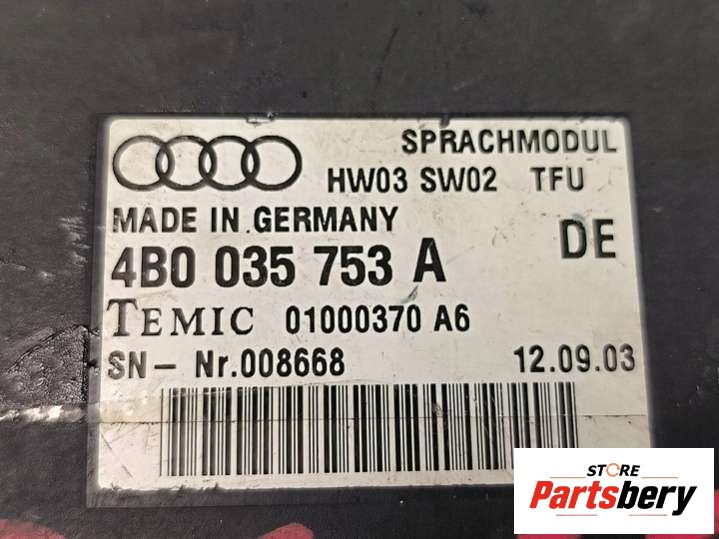 SPRACHMODUL
HW03 SW02 TFU
MADE IN GERMANY
DE
4B0 035 753 A
TEMIC 01000370 A6
SN- Nr.008668 12.09.03
STORE
Partsbery